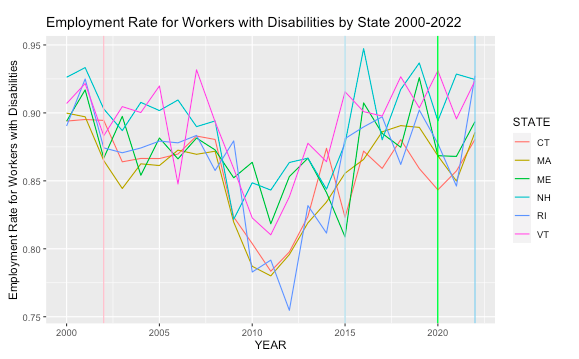 Employment Rate for Workers with Disabilities by State 2000-2022
Employment Rate for Workers with Disabilities
0.95
0.90
0.85
0.80
0.75
2000
2005
2010
2015
2020
YEAR
STATE
CT
MA
ME
NH
RI
VT